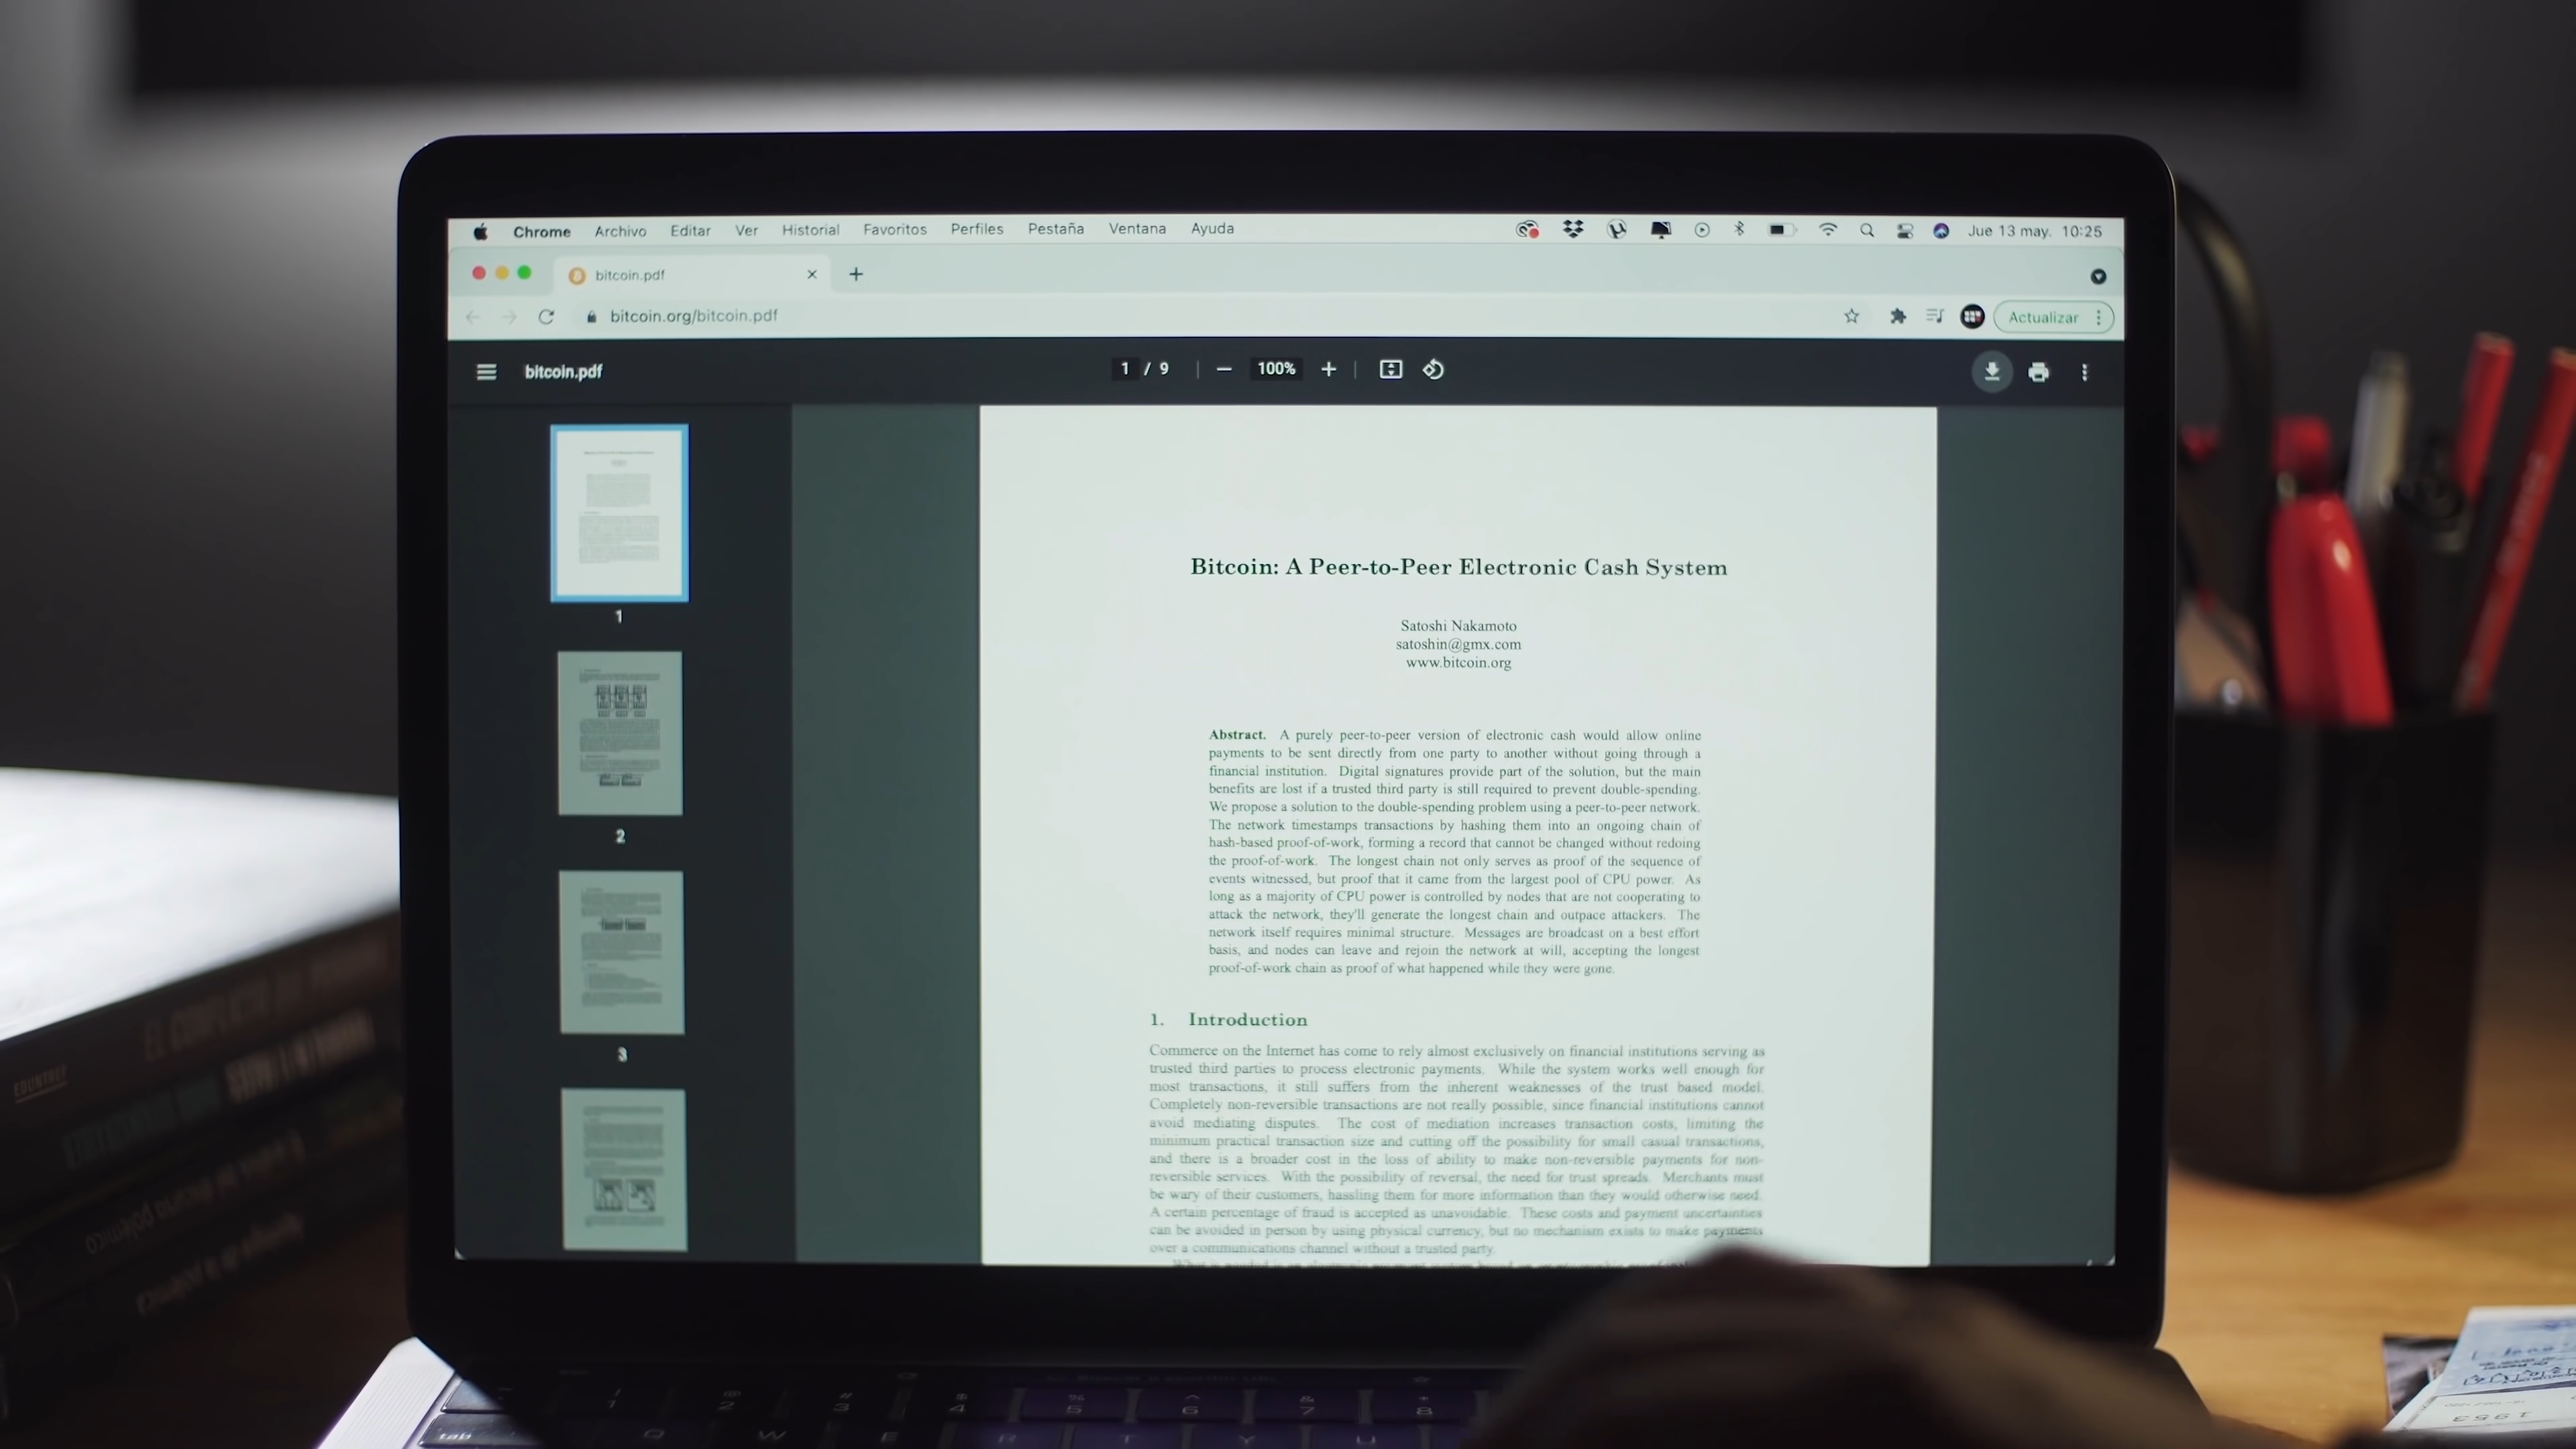 Chrome Archivo Editar Ver Historial Favoritos Perfiles Pestaña Ventana Ayuda Jue 13 may. 10:25
bitcoin.pdf
bitcoin.org/bitcoin.pdf Actualizar
bitcoin.pdf 1 / 9 100%
1
2
3
Bitcoin: A Peer-to-Peer Electronic Cash System
Satoshi Nakamoto
satoshin@gmx.com
www.bitcoin.org
Abstract. A purely peer-to-peer version of electronic cash would allow online
payments to be sent directly from one party to another without going through a
financial institution. Digital signatures provide part of the solution, but the main
benefits are lost if a trusted third party is still required to prevent double-spending.
We propose a solution to the double-spending problem using a peer-to-peer network.
The network timestamps transactions by hashing them into an ongoing chain of
hash-based proof-of-work, forming a record that cannot be changed without redoing
the proof-of-work. The longest chain not only serves as proof of the sequence of
events witnessed, but proof that it came from the largest pool of CPU power. As
long as a majority of CPU power is controlled by nodes that are not cooperating to
attack the network, they'll generate the longest chain and outpace attackers. The
network itself requires minimal structure. Messages are broadcast on a best effort
basis, and nodes can leave and rejoin the network at will, accepting the longest
proof-of-work chain as proof of what happened while they were gone.
1. Introduction
Commerce on the Internet has come to rely almost exclusively on financial institutions serving as
trusted third parties to process electronic payments. While the system works well enough for
most transactions, it still suffers from the inherent weaknesses of the trust based model.
Completely non-reversible transactions are not really possible, since financial institutions cannot
avoid mediating disputes. The cost of mediation increases transaction costs, limiting the
minimum practical transaction size and cutting off the possibility for small casual transactions,
and there is a broader cost in the loss of ability to make non-reversible payments for non-
reversible services. With the possibility of reversal, the need for trust spreads. Merchants must
be wary of their customers, hassling them for more information than they would otherwise need.
A certain percentage of fraud is accepted as unavoidable. These costs and payment uncertainties
can be avoided in person by using physical currency, but no mechanism exists to make payments
over a communications channel without a trusted party.
EDUNTREF
EL CONFLICTO DE
tab
1953